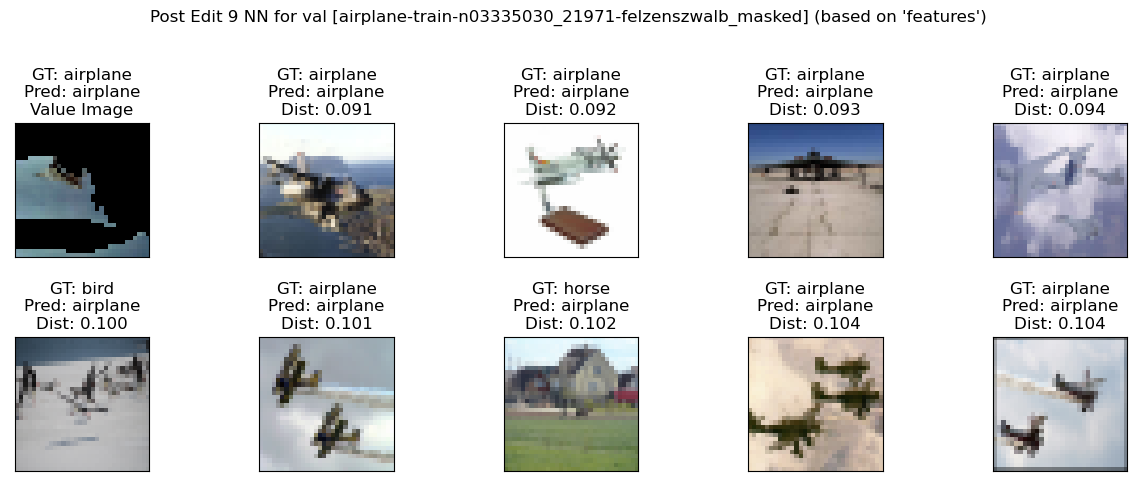 Post Edit 9 NN for val [airplane-train-n03335030_21971-felzenszwalb_masked] (based on 'features')
GT: airplane
Pred: airplane
Value Image
GT: airplane
Pred: airplane
Dist: 0.091
GT: airplane
Pred: airplane
Dist: 0.092
GT: airplane
Pred: airplane
Dist: 0.093
GT: airplane
Pred: airplane
Dist: 0.094
GT: bird
Pred: airplane
Dist: 0.100
GT: airplane
Pred: airplane
Dist: 0.101
GT: horse
Pred: airplane
Dist: 0.102
GT: airplane
Pred: airplane
Dist: 0.104
GT: airplane
Pred: airplane
Dist: 0.104